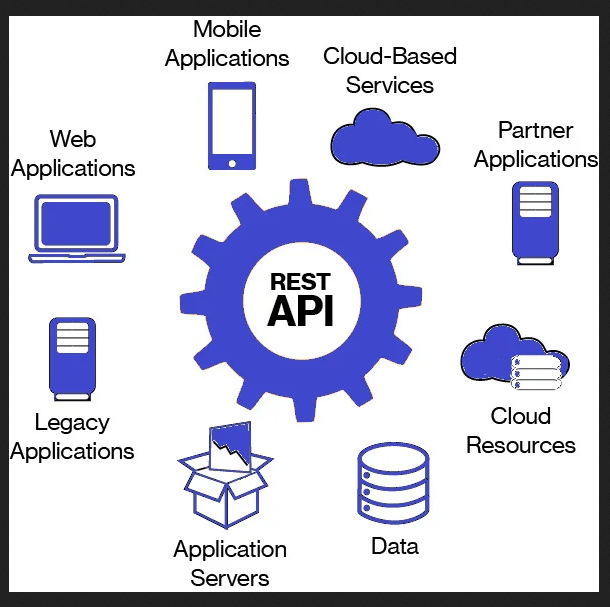 Mobile
Applications
Cloud-Based
Services
Web
Applications
Partner
Applications
REST
API
Legacy
Applications
Cloud
Resources
Application
Servers
Data